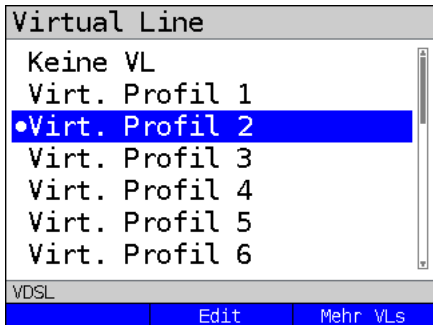 Virtual Line
Keine VL
Virt. Profil 1
●Virt. Profil 2
Virt. Profil 3
Virt. Profil 4
Virt. Profil 5
Virt. Profil 6
VDSL
Edit Mehr VLs